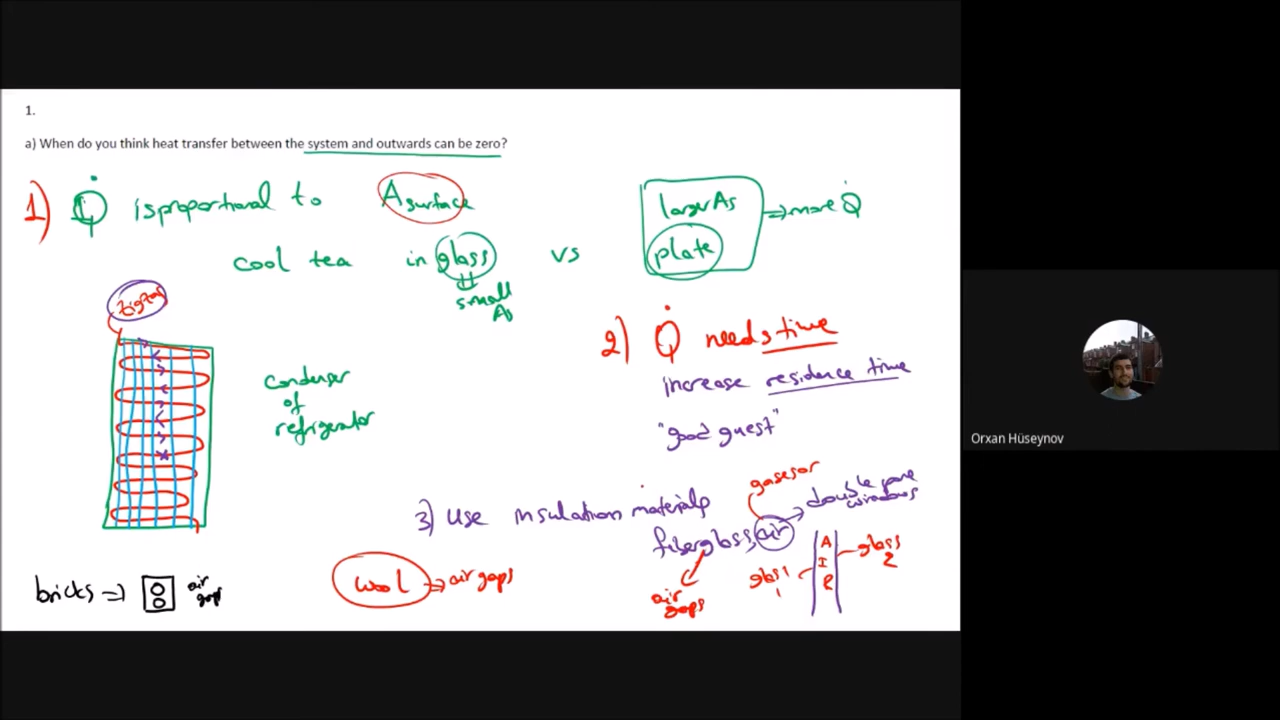 1.
a) When do you think heat transfer between the system and outwards can be zero?
1) Q̇ is proportional to A surface
larger As ⇒ more Q̇
cool tea in glass vs plate
small As
zigzag
condenser
of
refrigerator
2) Q̇ needs time
increase residence time
"good guest"
3) Use insulation materials
gases or
fiberglass, air → double pane
windows
air
gaps
glass
1
AIR
glass
2
wool → air gaps
bricks ⇒ air
gaps
Orxan Hüseynov